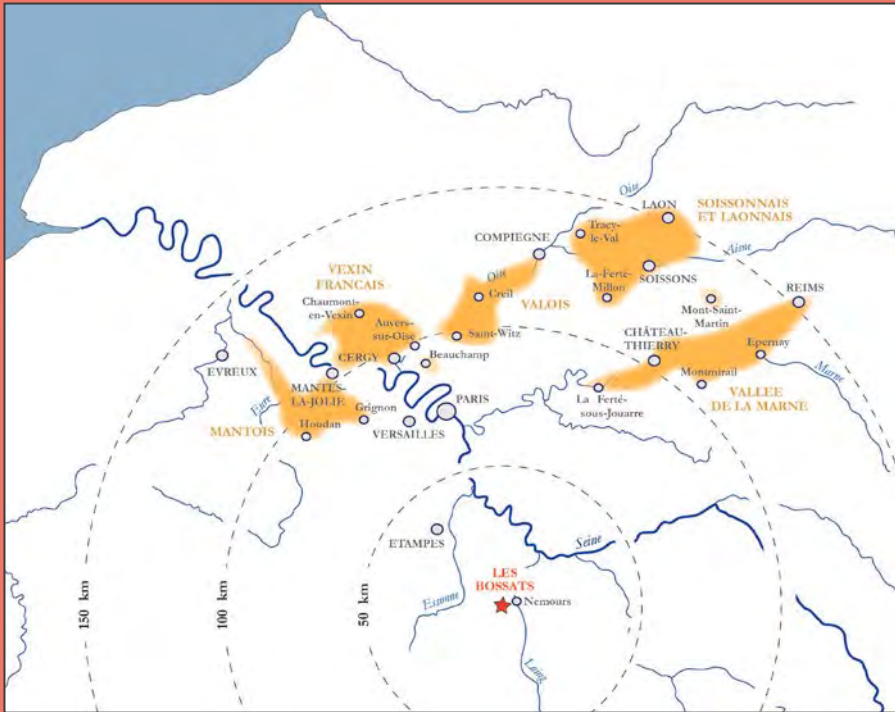 Oise
LAON
SOISSONNAIS
ET LAONNAIS
Tracy-
le-Val
COMPIEGNE
Aisne
VEXIN
FRANCAIS
Oise
La-Ferté-
Millon
SOISSONS
REIMS
Creil
VALOIS
Mont-Saint-
Martin
Chaumont-
en-Vexin
Auvers-
sur-Oise
Saint-Witz
CHÂTEAU-
THIERRY
Epernay
EVREUX
CERGY
Beauchamp
Marne
MANTES-
LA-JOLIE
Montmirail
Eure
PARIS
La Ferté-
sous-Jouarre
VALLEE
DE LA MARNE
Grignon
MANTOIS
Houdan
VERSAILLES
ETAMPES
Seine
LES
BOSSATS
Nemours
Essonne
150 km
100 km
50 km
Loing